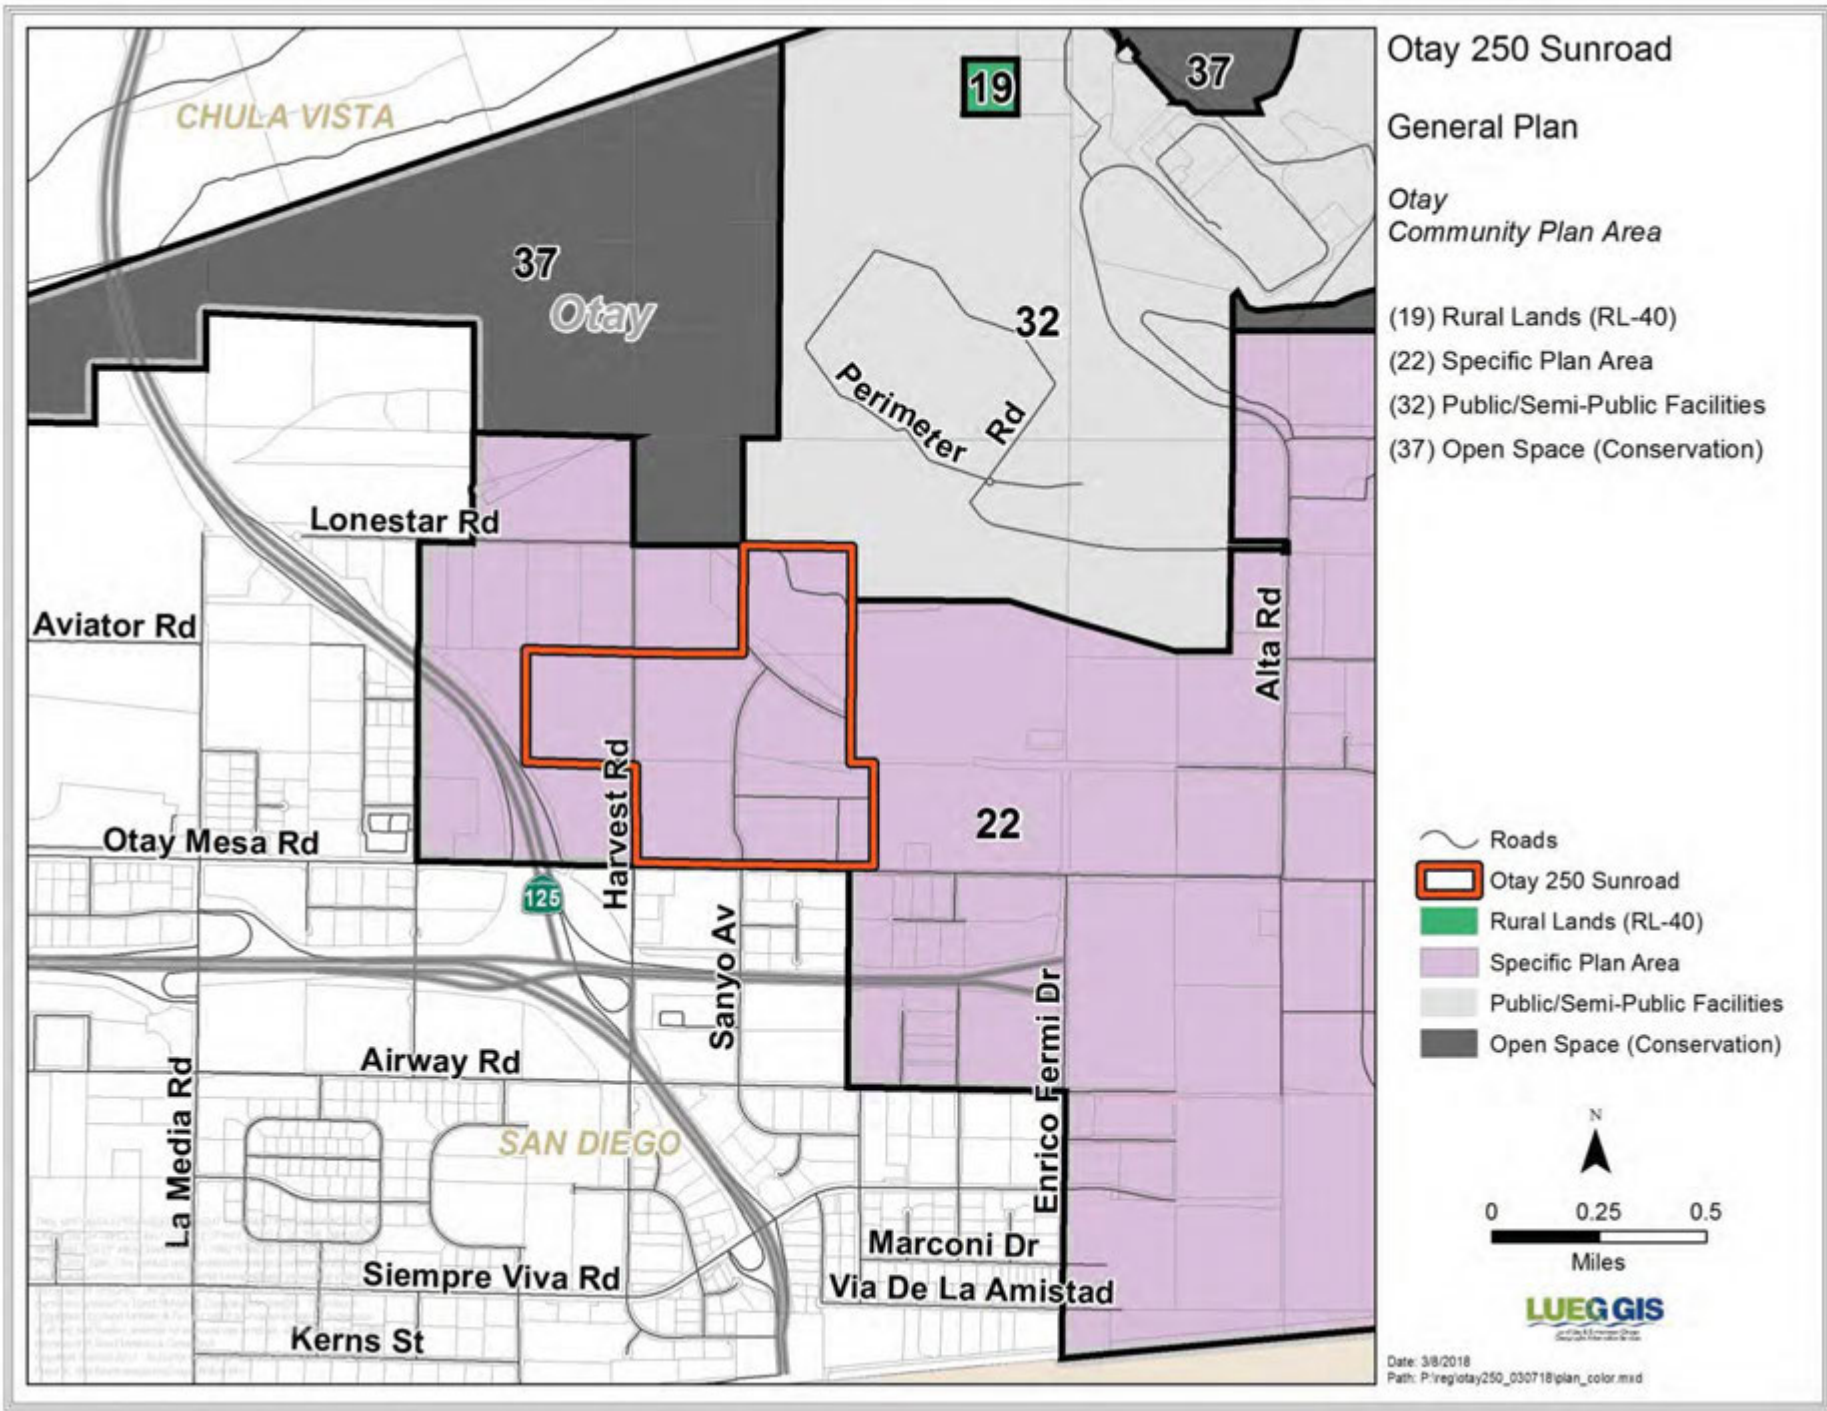 Otay 250 Sunroad
General Plan
Otay
Community Plan Area
(19) Rural Lands (RL-40)
(22) Specific Plan Area
(32) Public/Semi-Public Facilities
(37) Open Space (Conservation)
CHULA VISTA
19
37
37
Otay
32
Perimeter
Rd
Lonestar Rd
Aviator Rd
Alta Rd
Harvest Rd
22
Otay Mesa Rd
125
Sanyo Av
Enrico Fermi Dr
Airway Rd
La Media Rd
SAN DIEGO
Marconi Dr
Siempre Viva Rd
Via De La Amistad
Kerns St
Roads
Otay 250 Sunroad
Rural Lands (RL-40)
Specific Plan Area
Public/Semi-Public Facilities
Open Space (Conservation)
N
0 0.25 0.5
Miles
LUEG GIS
Date: 3/8/2018
Path: P:\reg\otay250_030718\plan_color.mxd